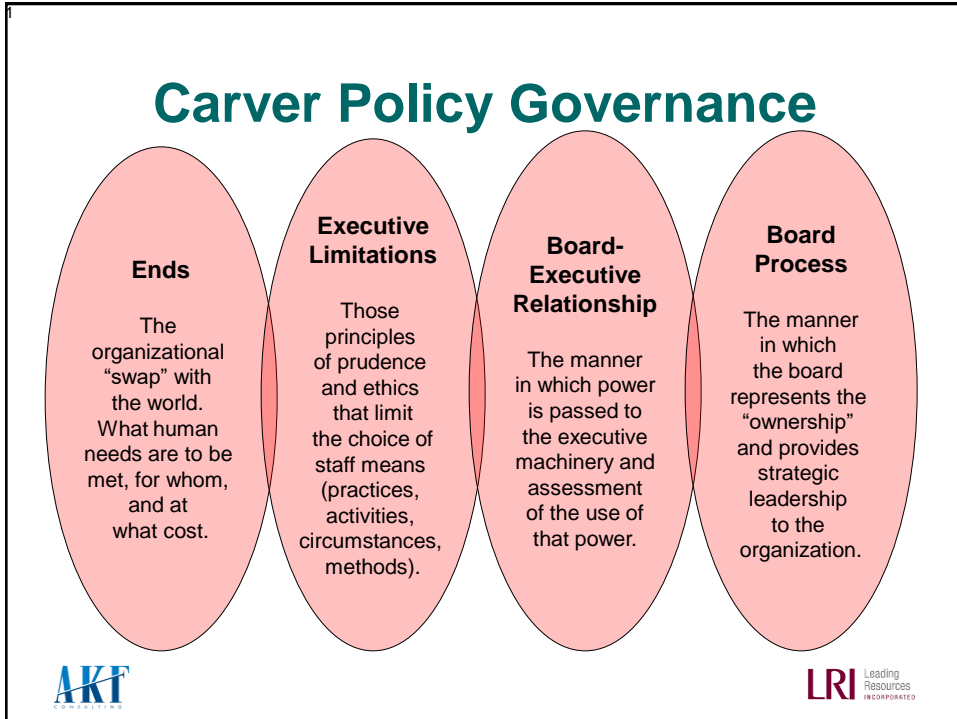 1
Carver Policy Governance
Ends
The
organizational
“swap” with
the world.
What human
needs are to be
met, for whom,
and at
what cost.
Executive
Limitations
Those
principles
of prudence
and ethics
that limit
the choice of
staff means
(practices,
activities,
circumstances,
methods).
Board-
Executive
Relationship
The manner
in which power
is passed to
the executive
machinery and
assessment
of the use of
that power.
Board
Process
The manner
in which
the board
represents the
“ownership”
and provides
strategic
leadership
to the
organization.
AKF
CONSULTING
LRI
Leading
Resources
INCORPORATED